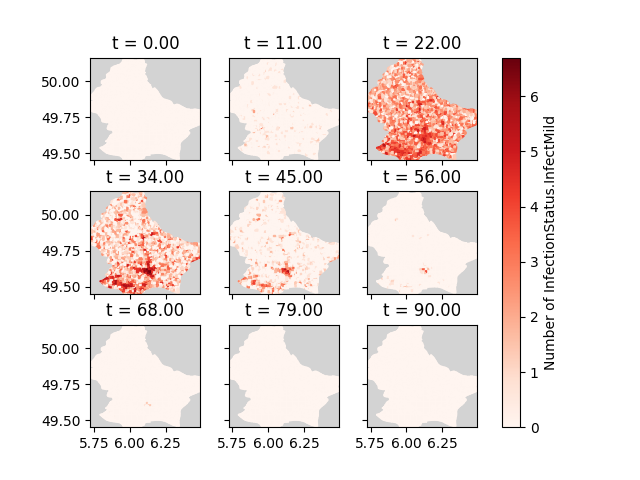 t = 0.00
t = 11.00
t = 22.00
50.00
49.75
49.50
t = 34.00
t = 45.00
t = 56.00
50.00
49.75
49.50
t = 68.00
t = 79.00
t = 90.00
50.00
49.75
49.50
5.75 6.00 6.25
5.75 6.00 6.25
5.75 6.00 6.25
6
5
4
3
2
1
0
Number of InfectionStatus.InfectMild